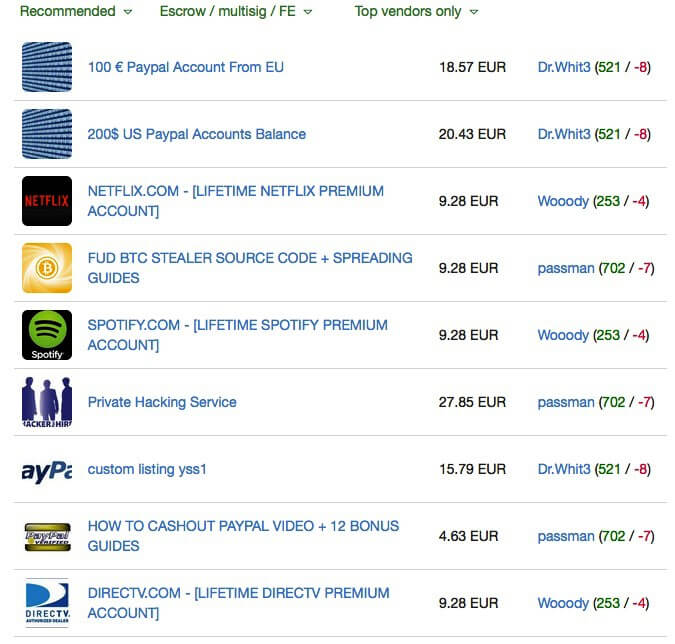 Recommended Escrow / multisig / FE Top vendors only
100 € Paypal Account From EU 18.57 EUR Dr.Whit3 (521 / -8)
200$ US Paypal Accounts Balance 20.43 EUR Dr.Whit3 (521 / -8)
NETFLIX
NETFLIX.COM - [LIFETIME NETFLIX PREMIUM
ACCOUNT]
9.28 EUR Wooody (253 / -4)
FUD BTC STEALER SOURCE CODE + SPREADING
GUIDES
9.28 EUR passman (702 / -7)
Spotify
SPOTIFY.COM - [LIFETIME SPOTIFY PREMIUM
ACCOUNT]
9.28 EUR Wooody (253 / -4)
Private Hacking Service 27.85 EUR passman (702 / -7)
ayPa
custom listing yss1 15.79 EUR Dr.Whit3 (521 / -8)
PayPal
VERIFIED
HOW TO CASHOUT PAYPAL VIDEO + 12 BONUS
GUIDES
4.63 EUR passman (702 / -7)
DIRECTV
AUTHORIZED DEALER
DIRECTV.COM - [LIFETIME DIRECTV PREMIUM
ACCOUNT]
9.28 EUR Wooody (253 / -4)